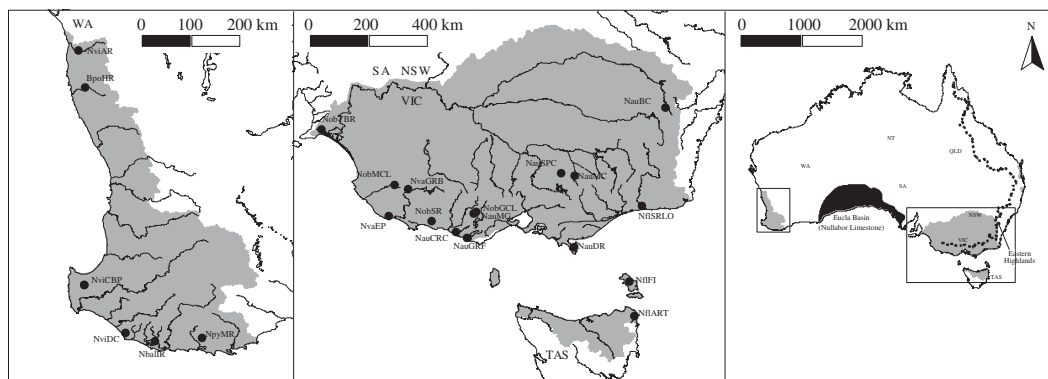 WA
0 100 200 km
NviAR
BpoHR
NviCBP
NviDC
NbalIR
NpyMR
0 200 400 km
SA NSW
VIC
NauBC
NobTBR
NauSPC
NobMCL
NvaGRB
NobGCL
NauMG
NobSR
NvaEP
NflSRLO
NauCRC
NauGRF
NauDR
NflFI
NflART
TAS
0 1000 2000 km
N
NT
QLD
WA
SA
Eucla Basin
(Nullabor Limestone)
NSW
VIC
Eastern
Highlands
TAS